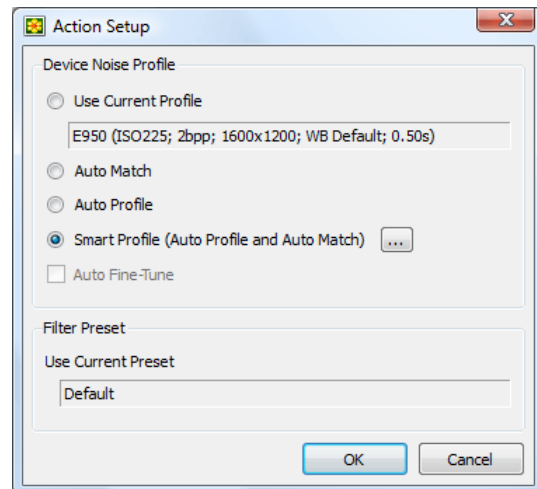 Action Setup
Device Noise Profile
Use Current Profile
E950 (ISO225; 2bpp; 1600x1200; WB Default; 0.50s)
Auto Match
Auto Profile
Smart Profile (Auto Profile and Auto Match) ...
Auto Fine-Tune
Filter Preset
Use Current Preset
Default
OK Cancel